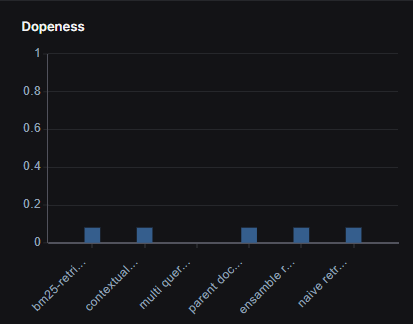 Dopeness
1
0.8
0.6
0.4
0.2
0
bm25-retri...
contextual...
multi quer...
parent doc...
ensamble r...
naive retr...